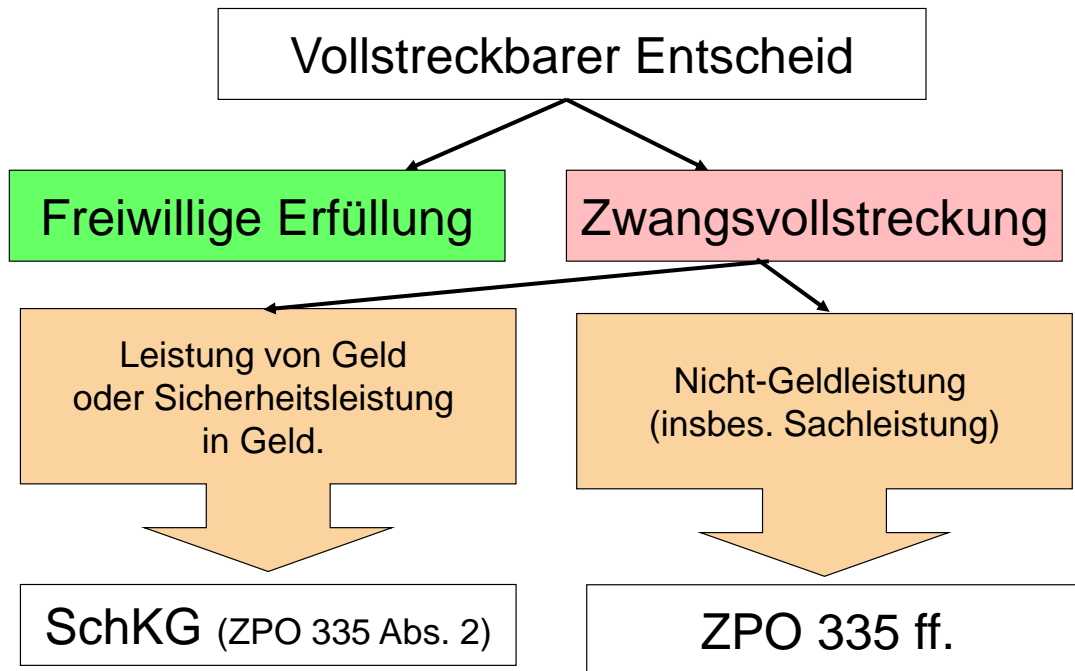 Vollstreckbarer Entscheid
Freiwillige Erfüllung
Zwangsvollstreckung
Leistung von Geld
oder Sicherheitsleistung
in Geld.
Nicht-Geldleistung
(insbes. Sachleistung)
SchKG (ZPO 335 Abs. 2)
ZPO 335 ff.